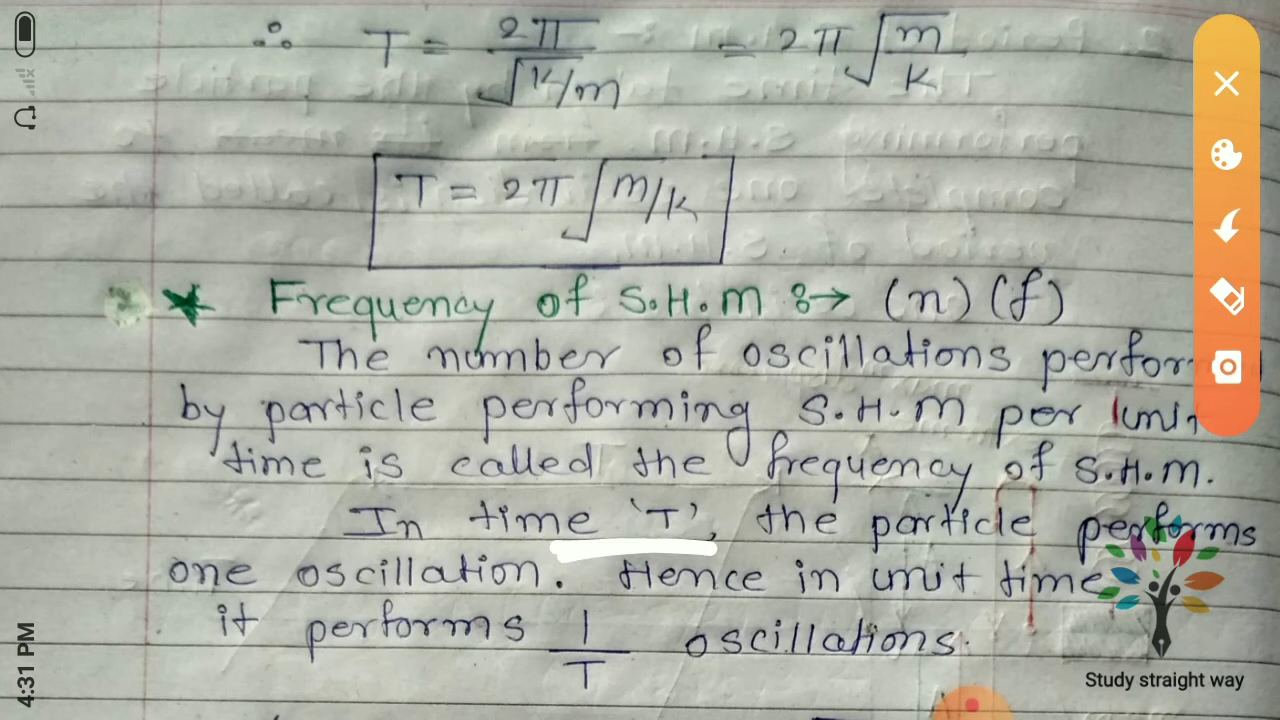 ∴ T = 2π/√k/m = 2π√m/k
T = 2π√m/k
★ Frequency of S.H.M :→ (n) (f)
The number of oscillations perfor
by particle performing S.H.M per unit
time is called the frequency of S.H.M.
In time 'T', the particle performs
one oscillation. Hence in unit time
it performs 1/T oscillations.
Study straight way
4:31 PM